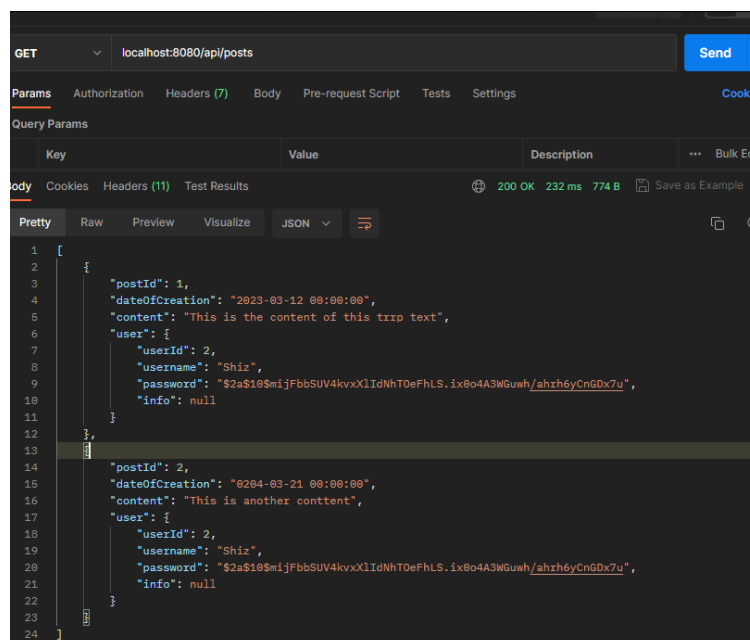 GET localhost:8080/api/posts Send
Params Authorization Headers (7) Body Pre-request Script Tests Settings Cook
Query Params
Key Value Description ••• Bulk Ed
Body Cookies Headers (11) Test Results 200 OK 232 ms 774 B Save as Example
Pretty Raw Preview Visualize JSON
1 [
2 {
3 "postId": 1,
4 "dateOfCreation": "2023-03-12 00:00:00",
5 "content": "This is the content of this trrp text",
6 "user": {
7 "userId": 2,
8 "username": "Shiz",
9 "password": "$2a$10$mijFbbSUV4kvxXlIdNhTOeFhLS.ix0o4A3WGuwh/ahrh6yCnGDx7u",
10 "info": null
11 }
12 },
13 {
14 "postId": 2,
15 "dateOfCreation": "0204-03-21 00:00:00",
16 "content": "This is another conttent",
17 "user": {
18 "userId": 2,
19 "username": "Shiz",
20 "password": "$2a$10$mijFbbSUV4kvxXlIdNhTOeFhLS.ix0o4A3WGuwh/ahrh6yCnGDx7u",
21 "info": null
22 }
23 }
24 ]